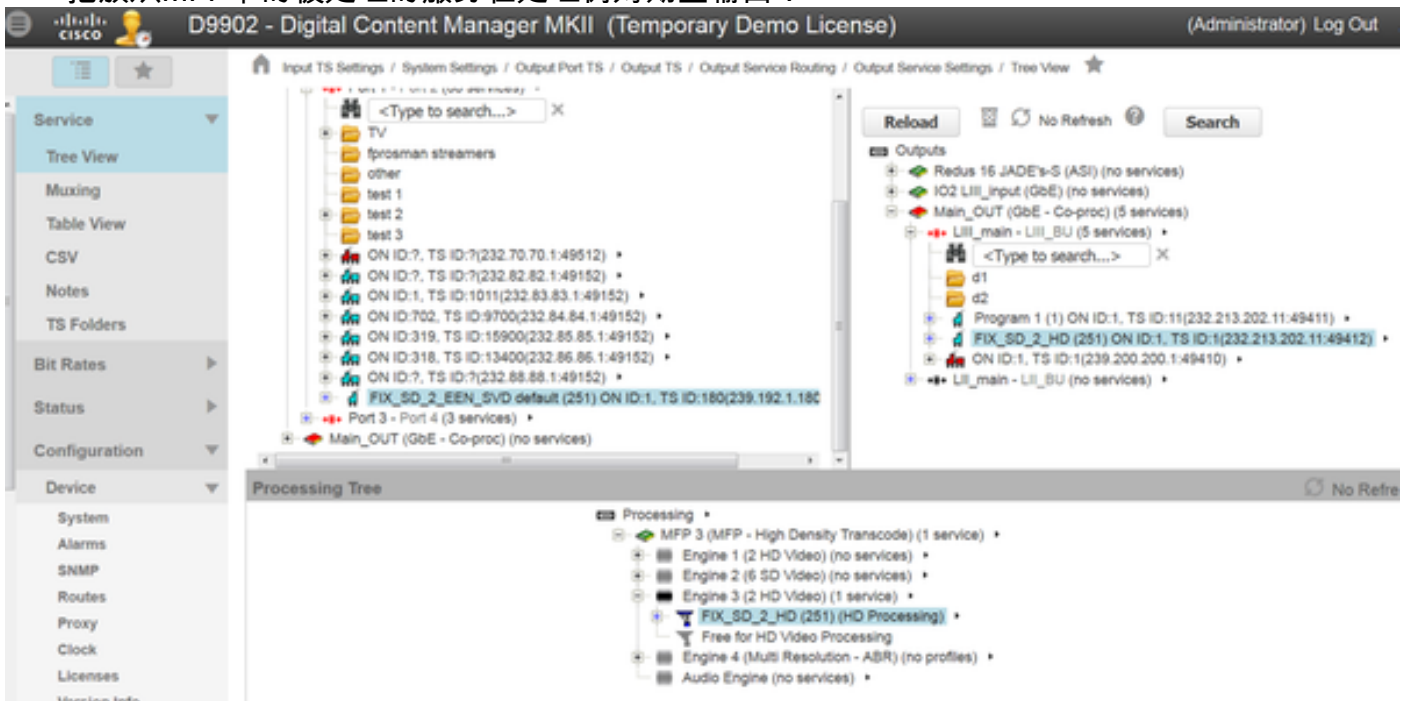 cisco
D9902 - Digital Content Manager MKII (Temporary Demo License)
(Administrator) Log Out
Input TS Settings / System Settings / Output Port TS / Output TS / Output Service Routing / Output Service Settings / Tree View
Service
Tree View
Muxing
Table View
CSV
Notes
TS Folders
Bit Rates
Status
Configuration
Device
System
Alarms
SNMP
Routes
Proxy
Clock
Licenses
<Type to search...>
TV
fprosman streamers
other
test 1
test 2
test 3
ON ID:?, TS ID:?(232.70.70.1:49512)
ON ID:?, TS ID:?(232.82.82.1:49152)
ON ID:1, TS ID:1011(232.83.83.1:49152)
ON ID:702, TS ID:9700(232.84.84.1:49152)
ON ID:319, TS ID:15900(232.85.85.1:49152)
ON ID:318, TS ID:13400(232.86.86.1:49152)
ON ID:?, TS ID:?(232.88.88.1:49152)
FIX_SD_2_EEN_SVD default (251) ON ID:1, TS ID:180(239.192.1.180
Port 3 - Port 4 (3 services)
Main_OUT (GbE - Co-proc) (no services)
Reload
No Refresh
Search
Outputs
Redus 16 JADE's-S (ASI) (no services)
IO2 LIII_input (GbE) (no services)
Main_OUT (GbE - Co-proc) (5 services)
LIII_main - LIII_BU (5 services)
<Type to search...>
d1
d2
Program 1 (1) ON ID:1, TS ID:11(232.213.202.11:49411)
FIX_SD_2_HD (251) ON ID:1, TS ID:1(232.213.202.11:49412)
ON ID:1, TS ID:1(239.200.200.1:49410)
LII_main - LII_BU (no services)
Processing Tree
No Refre
Processing
MFP 3 (MFP - High Density Transcode) (1 service)
Engine 1 (2 HD Video) (no services)
Engine 2 (6 SD Video) (no services)
Engine 3 (2 HD Video) (1 service)
FIX_SD_2_HD (251) (HD Processing)
Free for HD Video Processing
Engine 4 (Multi Resolution - ABR) (no profiles)
Audio Engine (no services)